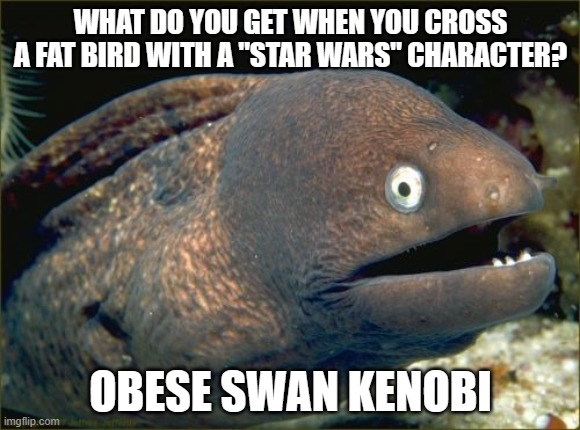 WHAT DO YOU GET WHEN YOU CROSS
A FAT BIRD WITH A "STAR WARS" CHARACTER?
OBESE SWAN KENOBI
imgflip.com